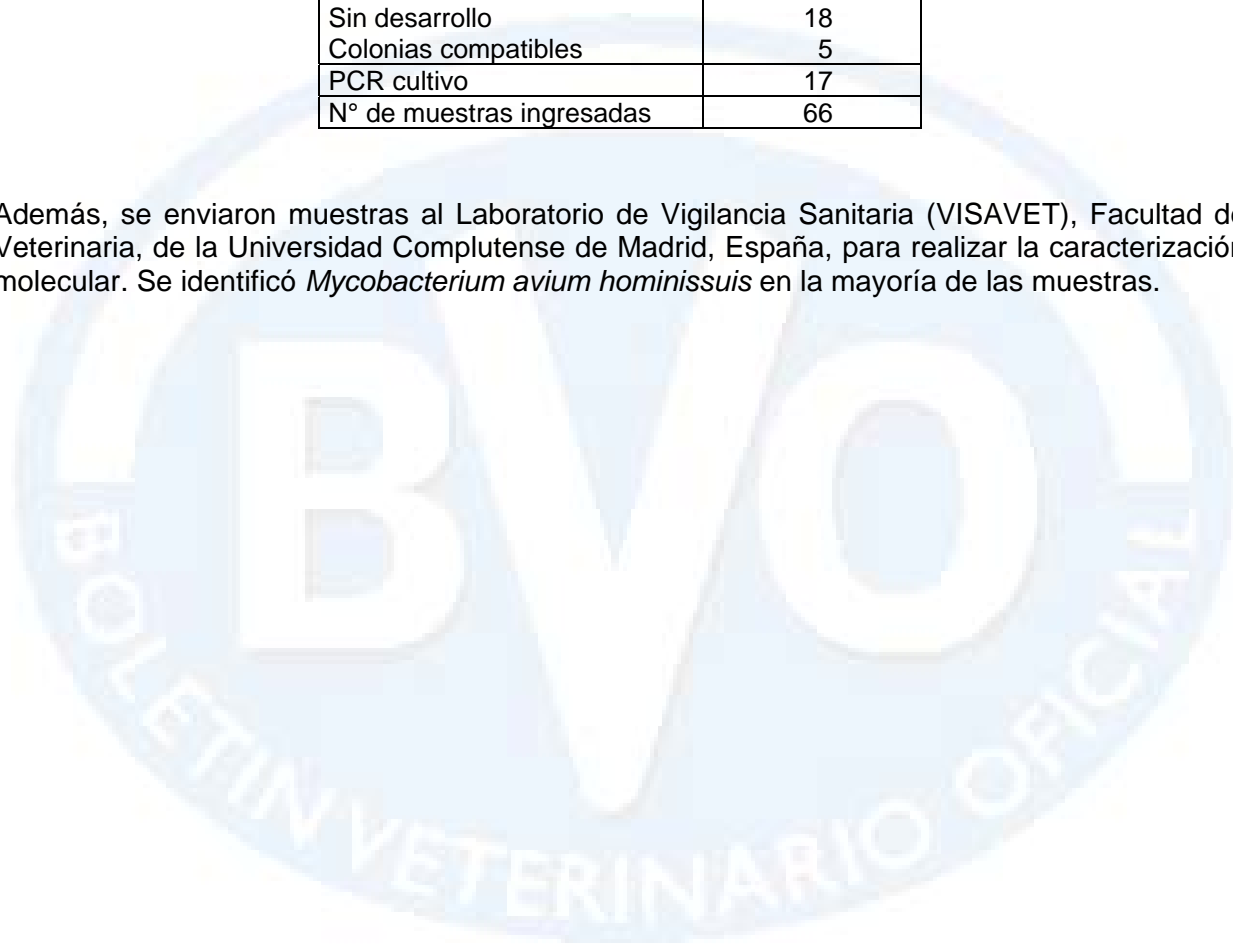 Sin desarrollo 18
Colonias compatibles 5
PCR cultivo 17
N° de muestras ingresadas 66
Además, se enviaron muestras al Laboratorio de Vigilancia Sanitaria (VISAVET), Facultad de
Veterinaria, de la Universidad Complutense de Madrid, España, para realizar la caracterización
molecular. Se identificó Mycobacterium avium hominissuis en la mayoría de las muestras.
BVO
BOLETIN VETERINARIO OFICIAL